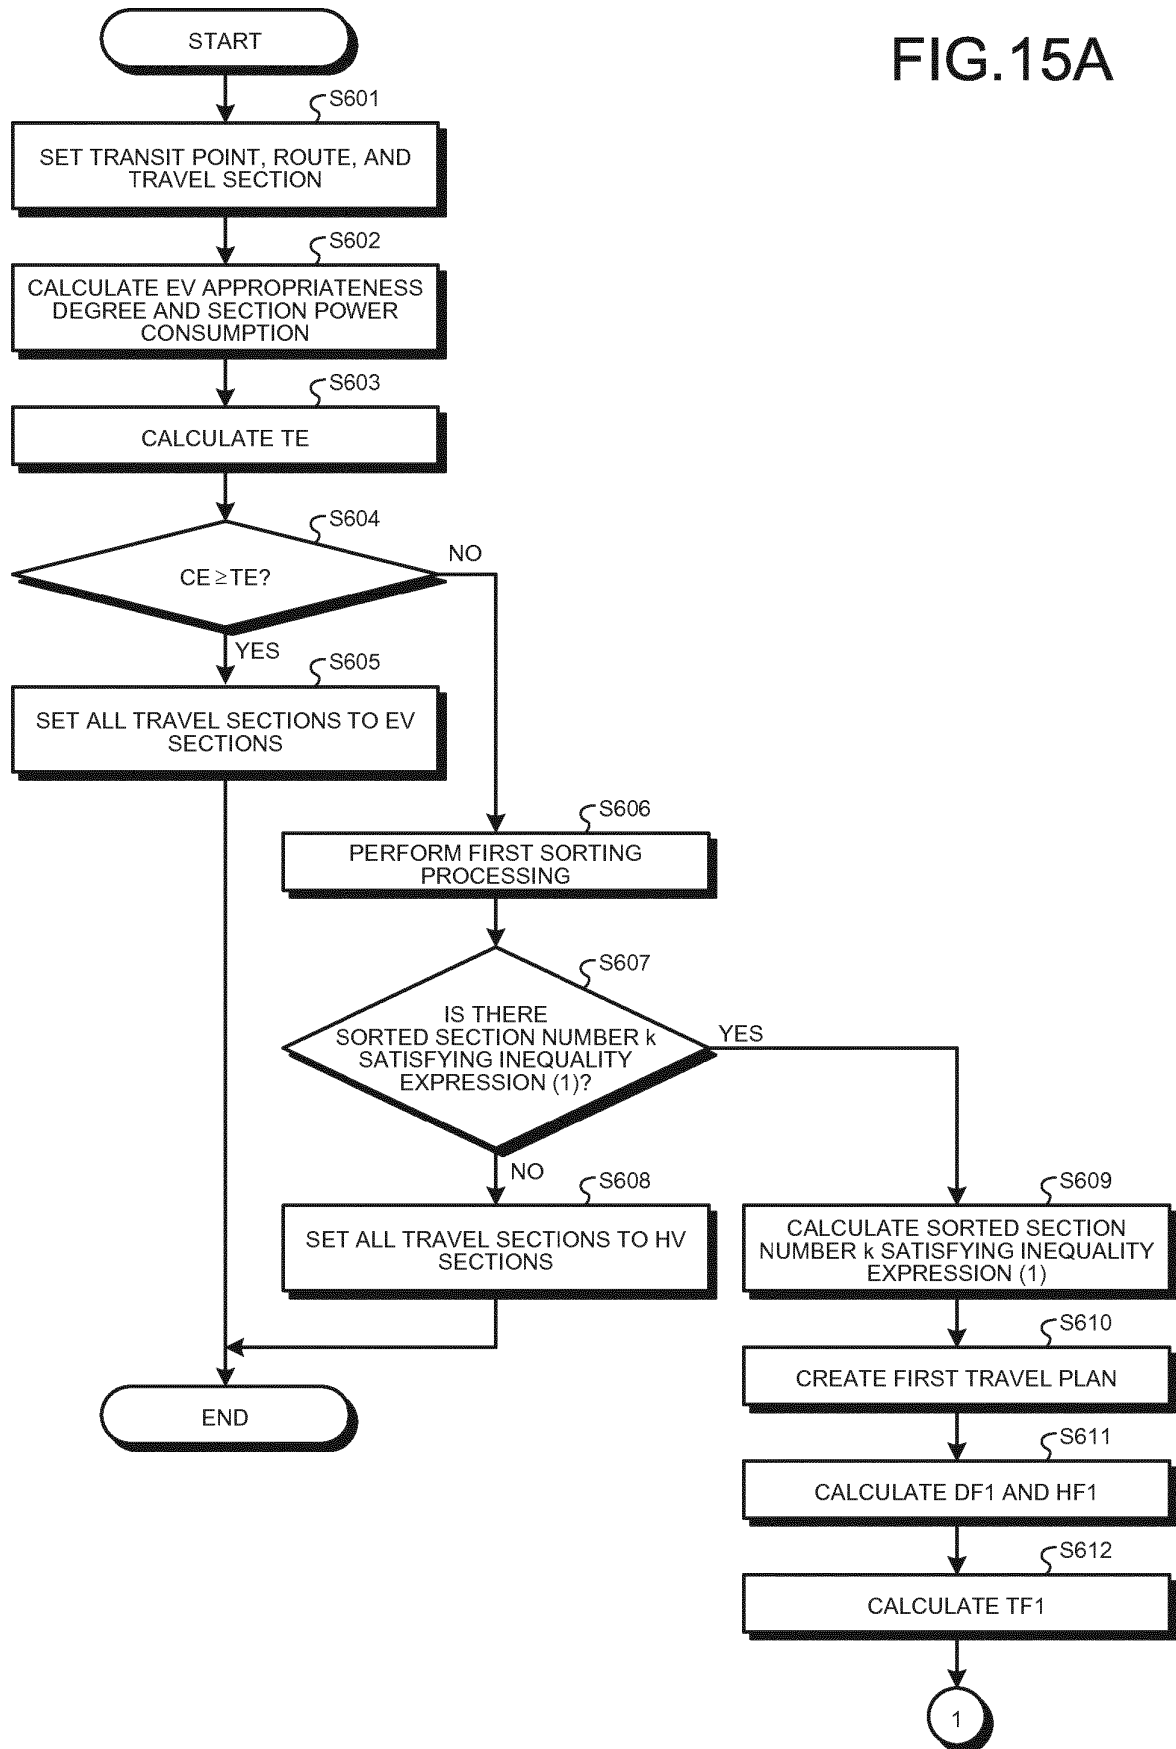 FIG.15A
START
S601
SET TRANSIT POINT, ROUTE, AND
TRAVEL SECTION
S602
CALCULATE EV APPROPRIATENESS
DEGREE AND SECTION POWER
CONSUMPTION
S603
CALCULATE TE
S604
CE≥TE?
NO
YES
S605
SET ALL TRAVEL SECTIONS TO EV
SECTIONS
S606
PERFORM FIRST SORTING
PROCESSING
S607
IS THERE
SORTED SECTION NUMBER k
SATISFYING INEQUALITY
EXPRESSION (1)?
YES
NO
S608
SET ALL TRAVEL SECTIONS TO HV
SECTIONS
END
S609
CALCULATE SORTED SECTION
NUMBER k SATISFYING INEQUALITY
EXPRESSION (1)
S610
CREATE FIRST TRAVEL PLAN
S611
CALCULATE DF1 AND HF1
S612
CALCULATE TF1
1